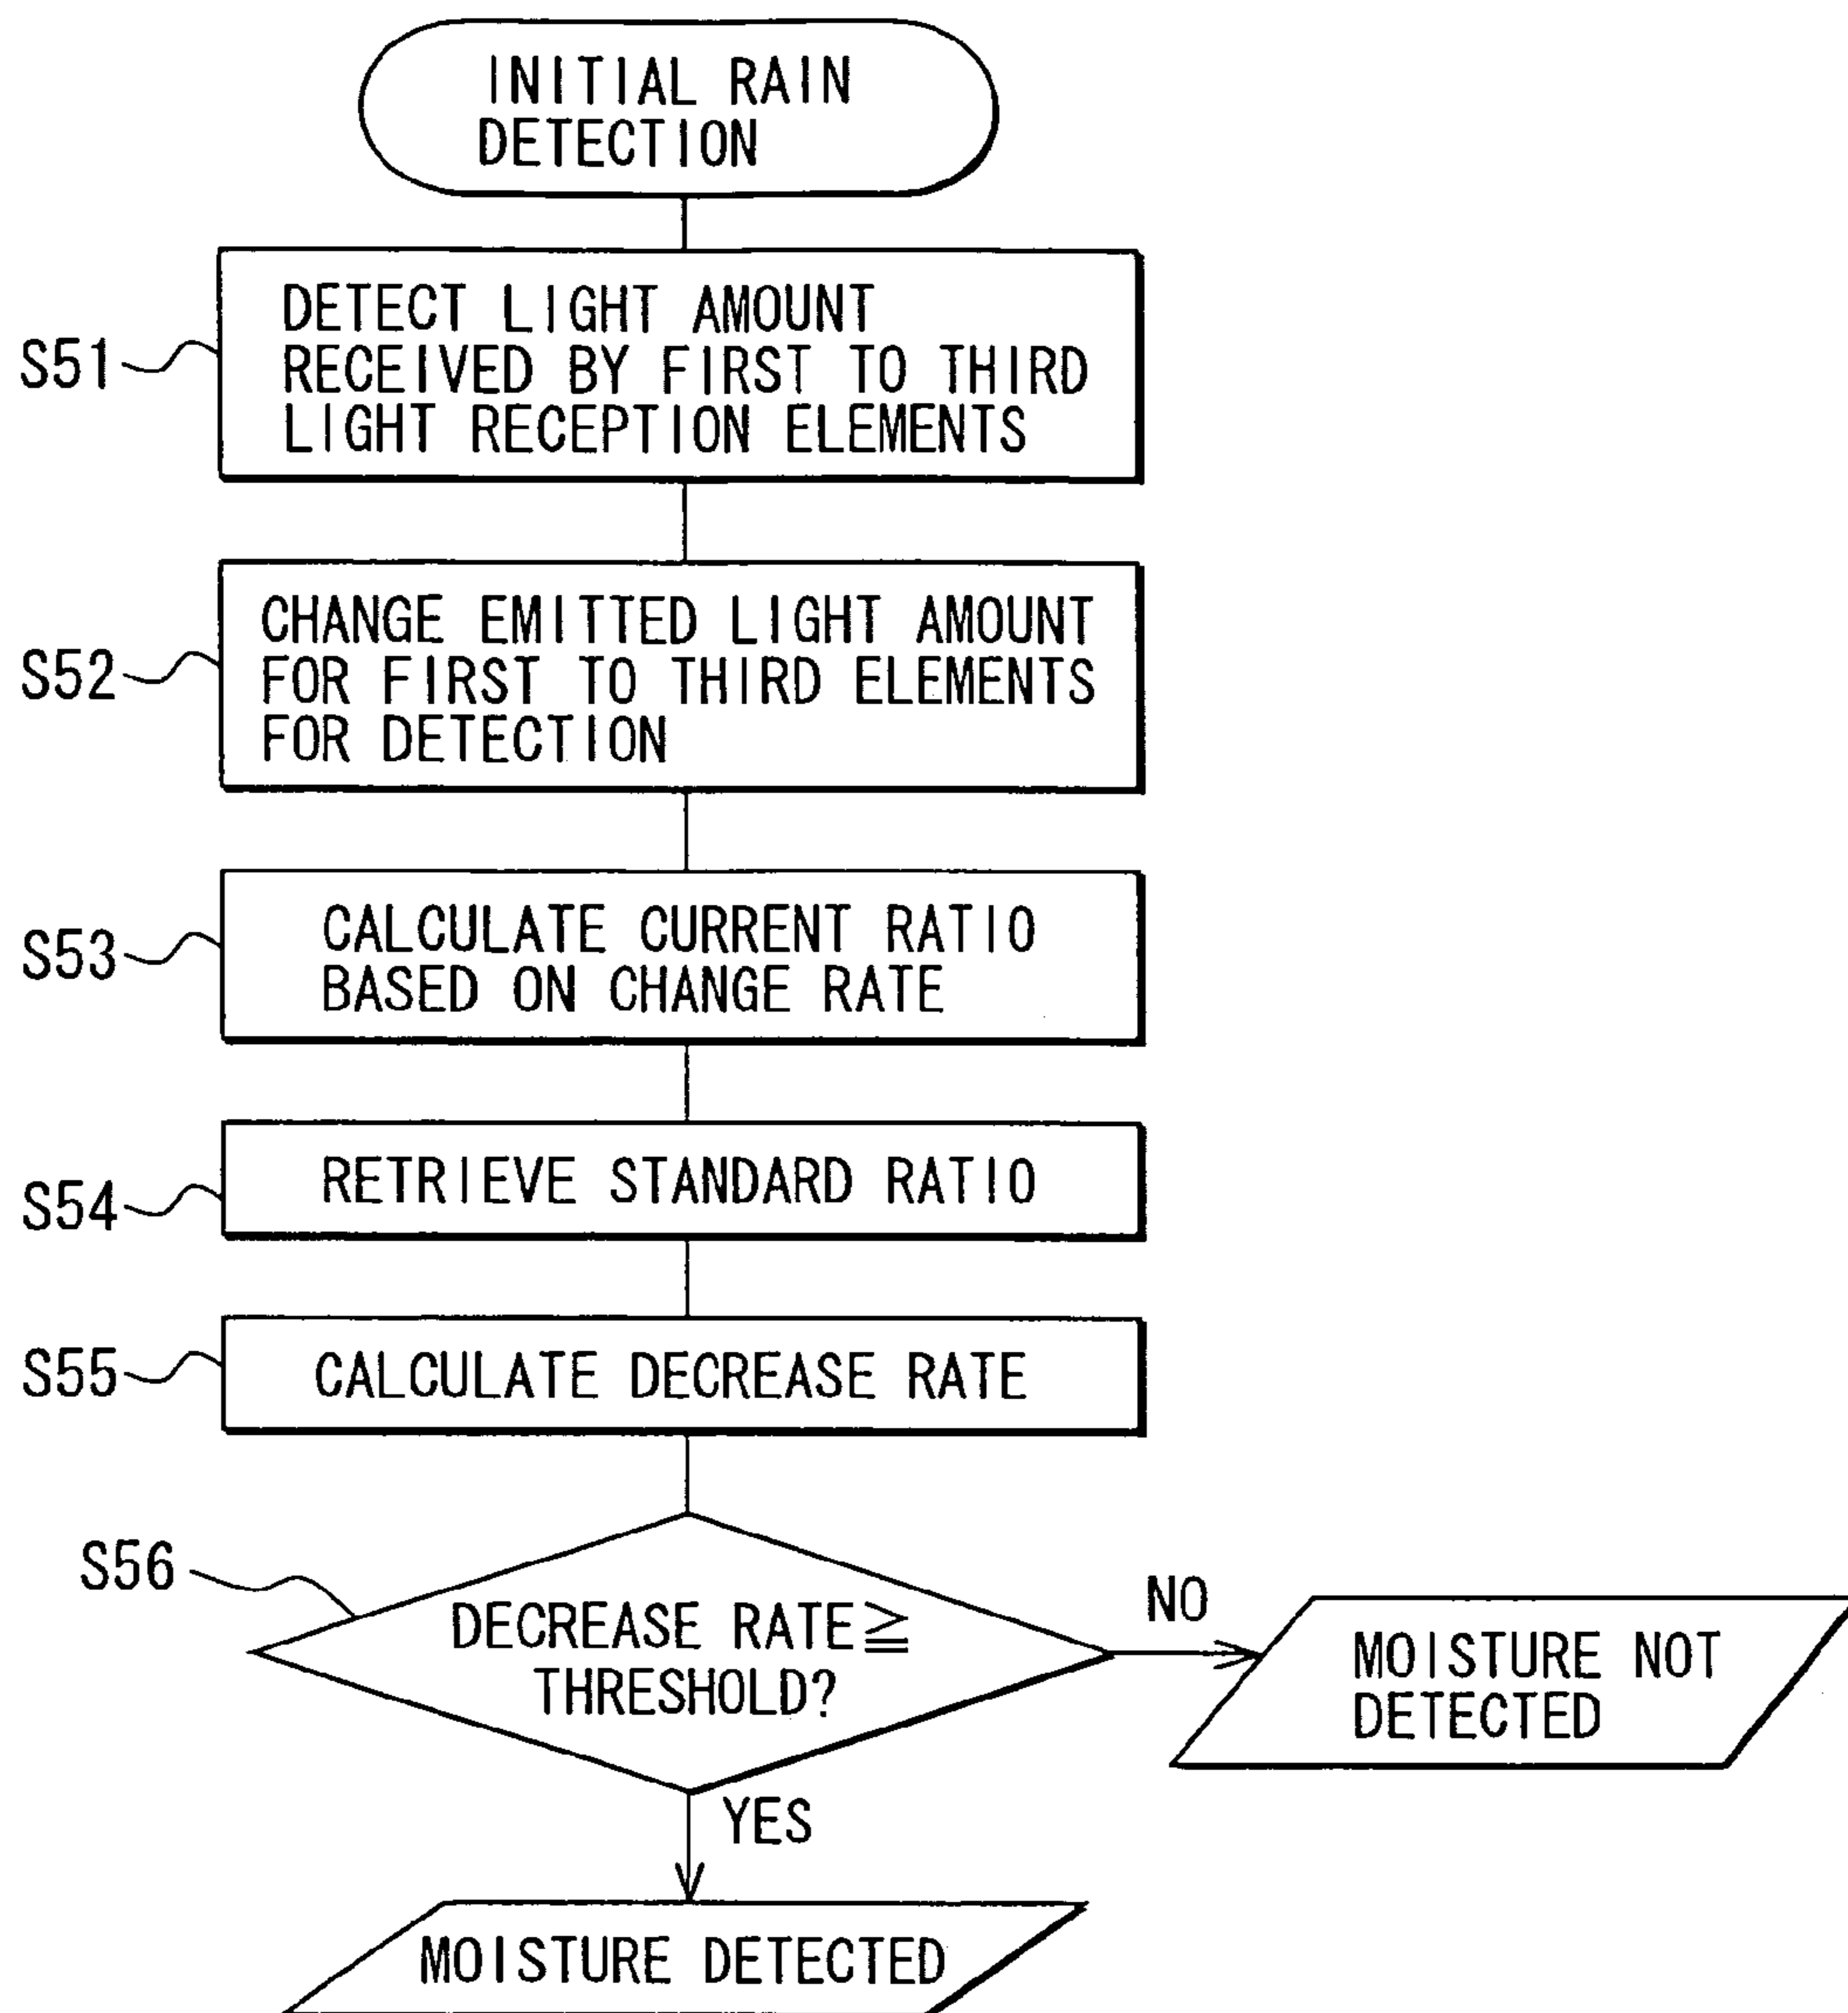 INITIAL RAIN
DETECTION
S51
DETECT LIGHT AMOUNT
RECEIVED BY FIRST TO THIRD
LIGHT RECEPTION ELEMENTS
S52
CHANGE EMITTED LIGHT AMOUNT
FOR FIRST TO THIRD ELEMENTS
FOR DETECTION
S53
CALCULATE CURRENT RATIO
BASED ON CHANGE RATE
S54
RETRIEVE STANDARD RATIO
S55
CALCULATE DECREASE RATE
S56
DECREASE RATE≧
THRESHOLD?
NO
MOISTURE NOT
DETECTED
YES
MOISTURE DETECTED